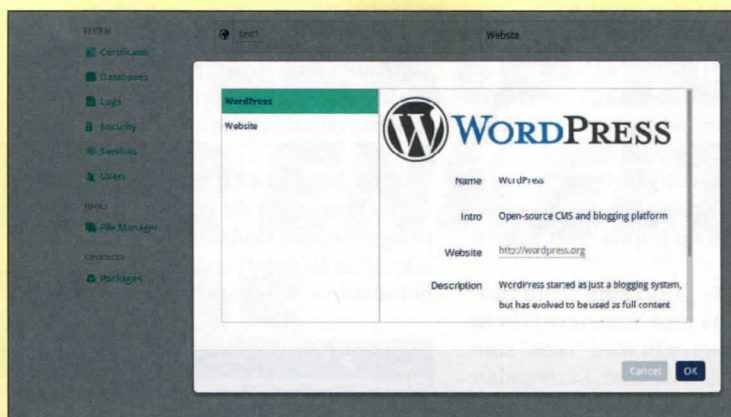 SYSTEM
Certificates
Databases
Logs
Security
Services
Users
TOOLS
File Manager
ADVANCED
Packages
test1
Website
WordPress
Website
WORDPRESS
Name WordPress
Intro Open-source CMS and blogging platform
Website http://wordpress.org
Description WordPress started as just a blogging system,
but has evolved to be used as full content
Cancel OK